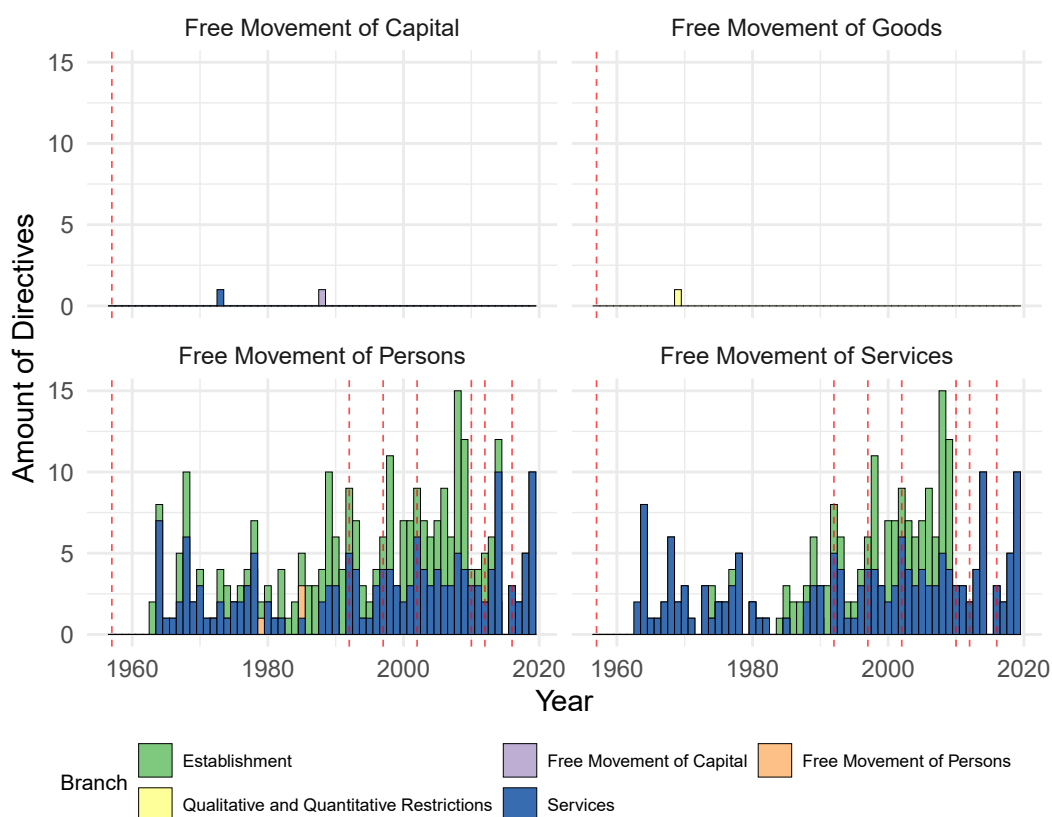 Free Movement of Capital
Free Movement of Goods
15
10
5
0
Free Movement of Persons
Free Movement of Services
15
10
5
0
1960
1980
2000
2020
1960
1980
2000
2020
Amount of Directives
Year
Branch
Establishment
Free Movement of Capital
Free Movement of Persons
Qualitative and Quantitative Restrictions
Services